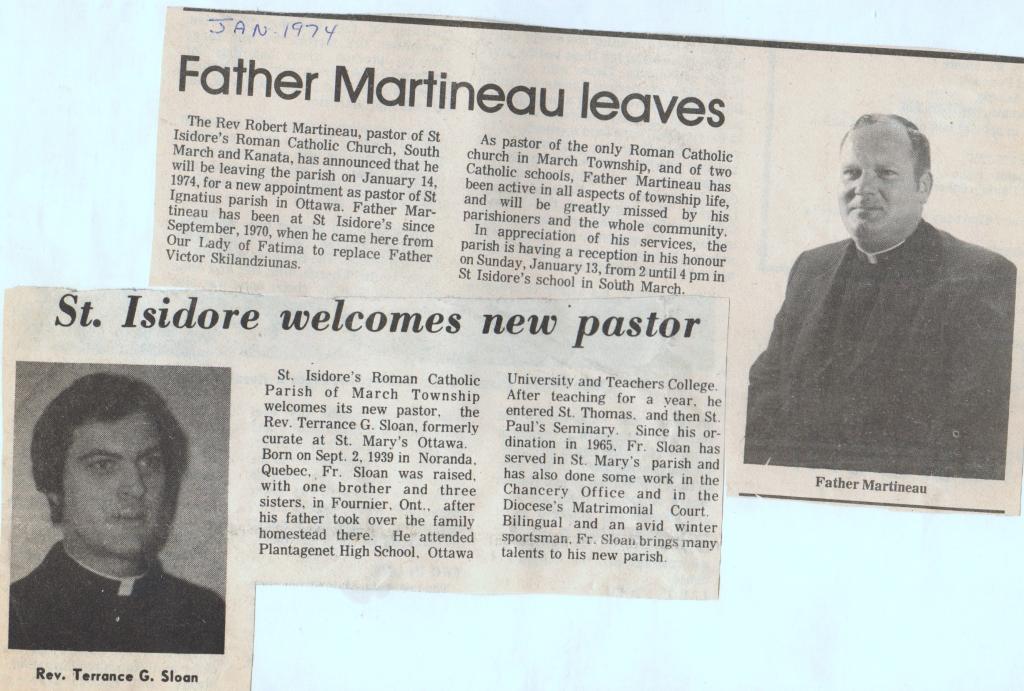 JAN. 1974
Father Martineau leaves
The Rev Robert Martineau, pastor of St
Isidore's Roman Catholic Church, South
March and Kanata, has announced that he
will be leaving the parish on January 14,
1974, for a new appointment as pastor of St
Ignatius parish in Ottawa. Father Mar-
tineau has been at St Isidore's since
September, 1970, when he came here from
Our Lady of Fatima to replace Father
Victor Skilandziunas.
As pastor of the only Roman Catholic
church in March Township, and of two
Catholic schools, Father Martineau has
been active in all aspects of township life,
and will be greatly missed by his
parishioners and the whole community.
In appreciation of his services, the
parish is having a reception in his honour
on Sunday, January 13, from 2 until 4 pm in
St Isidore's school in South March.
Father Martineau
St. Isidore welcomes new pastor
St. Isidore's Roman Catholic
Parish of March Township
welcomes its new pastor, the
Rev. Terrance G. Sloan, formerly
curate at St. Mary's Ottawa.
Born on Sept. 2, 1939 in Noranda,
Quebec, Fr. Sloan was raised,
with one brother and three
sisters, in Fournier, Ont., after
his father took over the family
homestead there. He attended
Plantagenet High School, Ottawa
University and Teachers College.
After teaching for a year, he
entered St. Thomas, and then St.
Paul's Seminary. Since his or-
dination in 1965, Fr. Sloan has
served in St. Mary's parish and
has also done some work in the
Chancery Office and in the
Diocese's Matrimonial Court.
Bilingual and an avid winter
sportsman, Fr. Sloan brings many
talents to his new parish.
Rev. Terrance G. Sloan